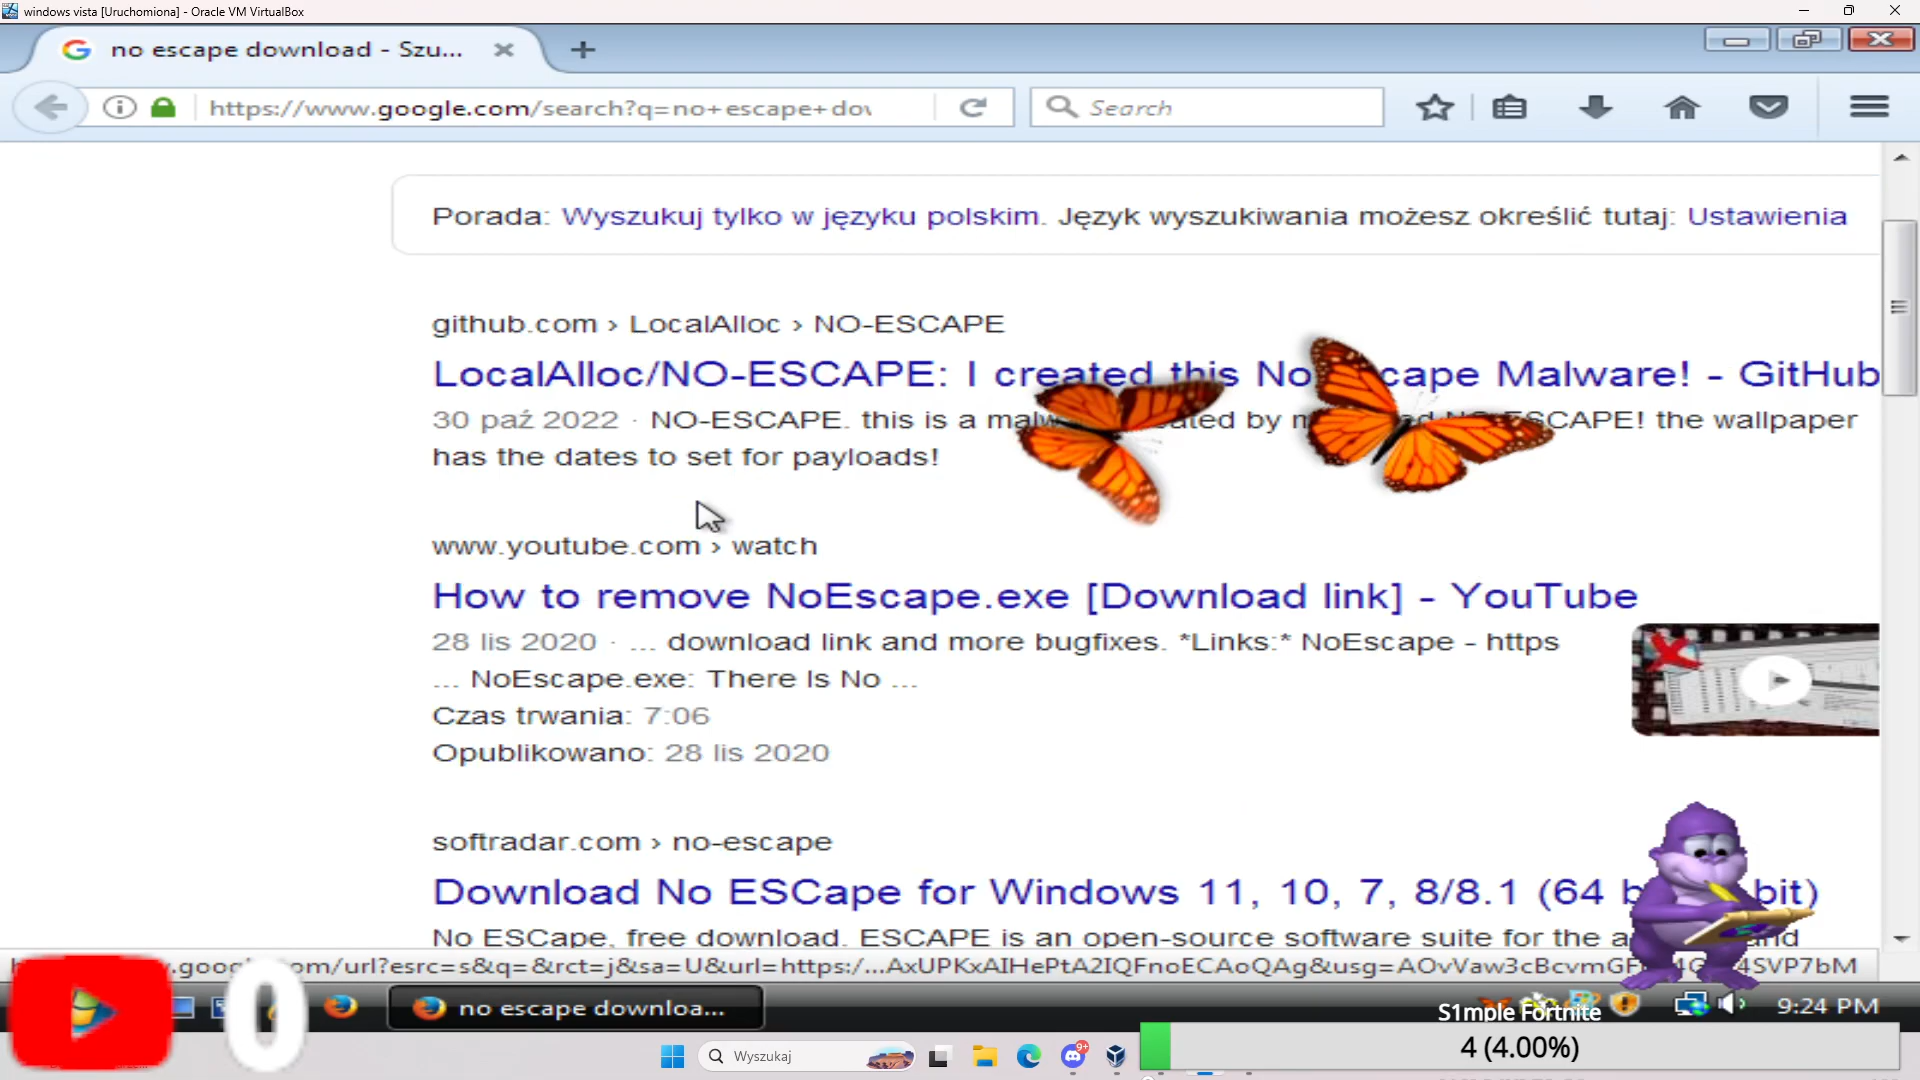 windows vista [Uruchomiona] - Oracle VM VirtualBox
no escape download - Szu...
https://www.google.com/search?q=no+escape+dov
Search
Porada: Wyszukuj tylko w języku polskim. Język wyszukiwania możesz określić tutaj: Ustawienia
github.com › LocalAlloc › NO-ESCAPE
LocalAlloc/NO-ESCAPE: I created this No cape Malware! - GitHub
30 paź 2022 · NO-ESCAPE. this is a by CAPE! the wallpaper
has the dates to set for payloads!
www.youtube.com › watch
How to remove NoEscape.exe [Download link] - YouTube
28 lis 2020 · ... download link and more bugfixes. *Links:* NoEscape - https
... NoEscape.exe: There Is No ...
Czas trwania: 7:06
Opublikowano: 28 lis 2020
softradar.com › no-escape
Download No ESCape for Windows 11, 10, 7, 8/8.1 (64 bit)
No ESCape, free download. ESCAPE is an open-source software suite for the
om/url?esrc=s&q=&rct=j&sa=U&url=https:/...AxUPKxAIHePtA2IQFnoECAoQAg&usg=AOvVaw3cBcvmGF 4SVP7bM
0
no escape downloa...
9:24 PM
S1mple Fortnite
4 (4.00%)
Wyszukaj
9+